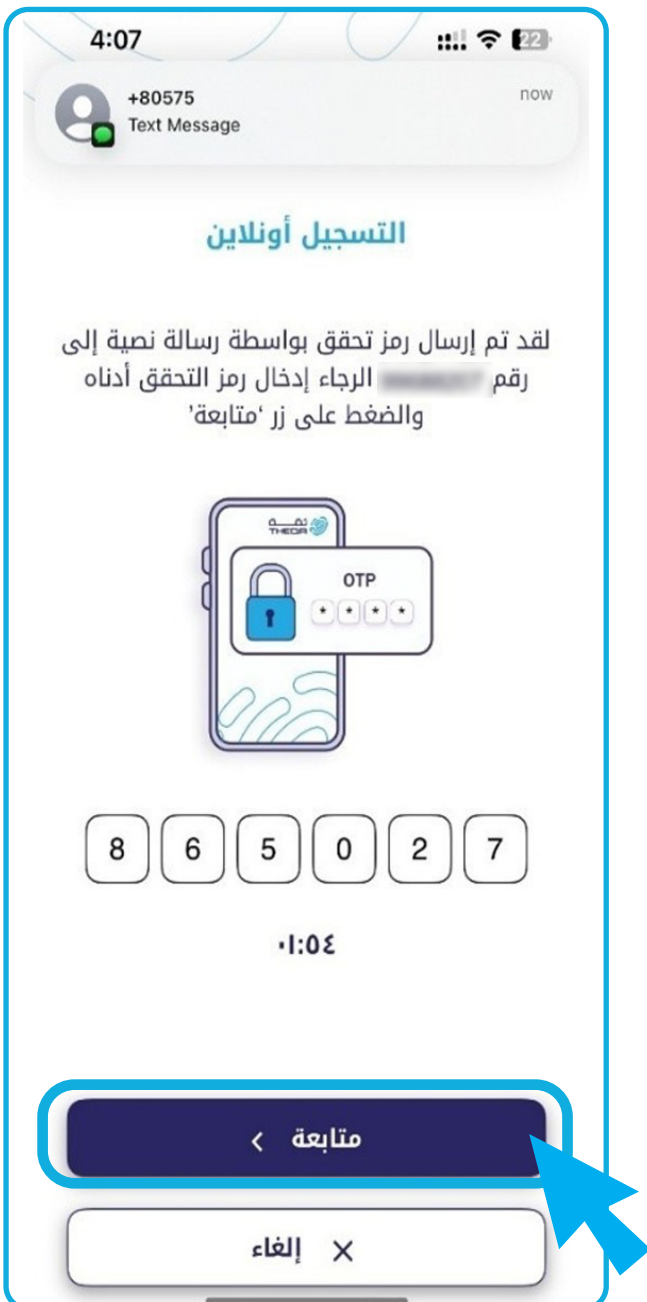 4:07
22
+80575
now
Text Message
التسجيل أونلاين
لقد تم إرسال رمز تحقق بواسطة رسالة نصية إلى
رقم الرجاء إدخال رمز التحقق أدناه
والضغط على زر ‘متابعة’
ثقة
THEQA
OTP
* * * *
8 6 5 0 2 7
٠١:٥٤
متابعة >
× إلغاء